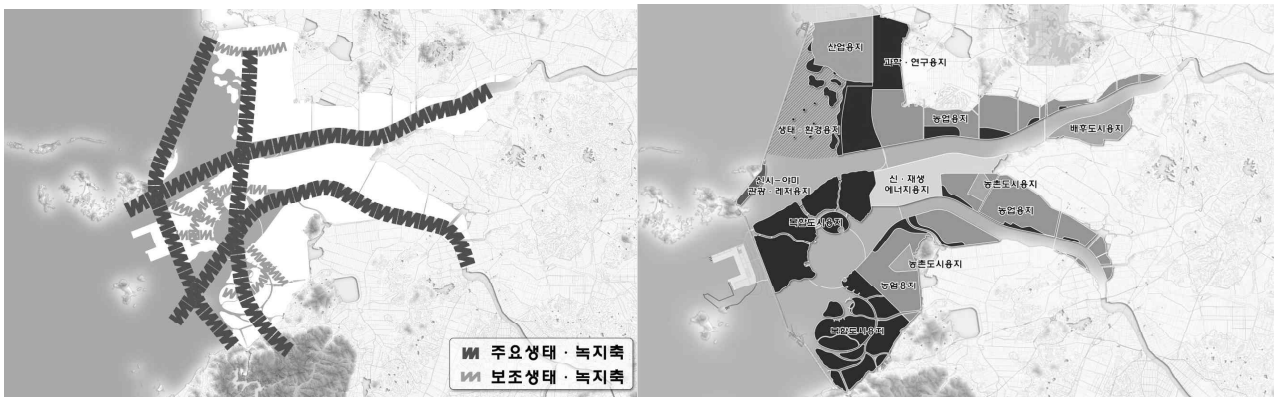 주요생태 · 녹지축
보조생태 · 녹지축
산업용지
과학 · 연구용지
농업용지
배후도시용지
생태 · 환경용지
신시-야미
관광 · 레저용지
신 · 재생
에너지용지
농촌도시용지
농업용지
복합도시용지
농촌도시용지
농업용지
복합도시용지